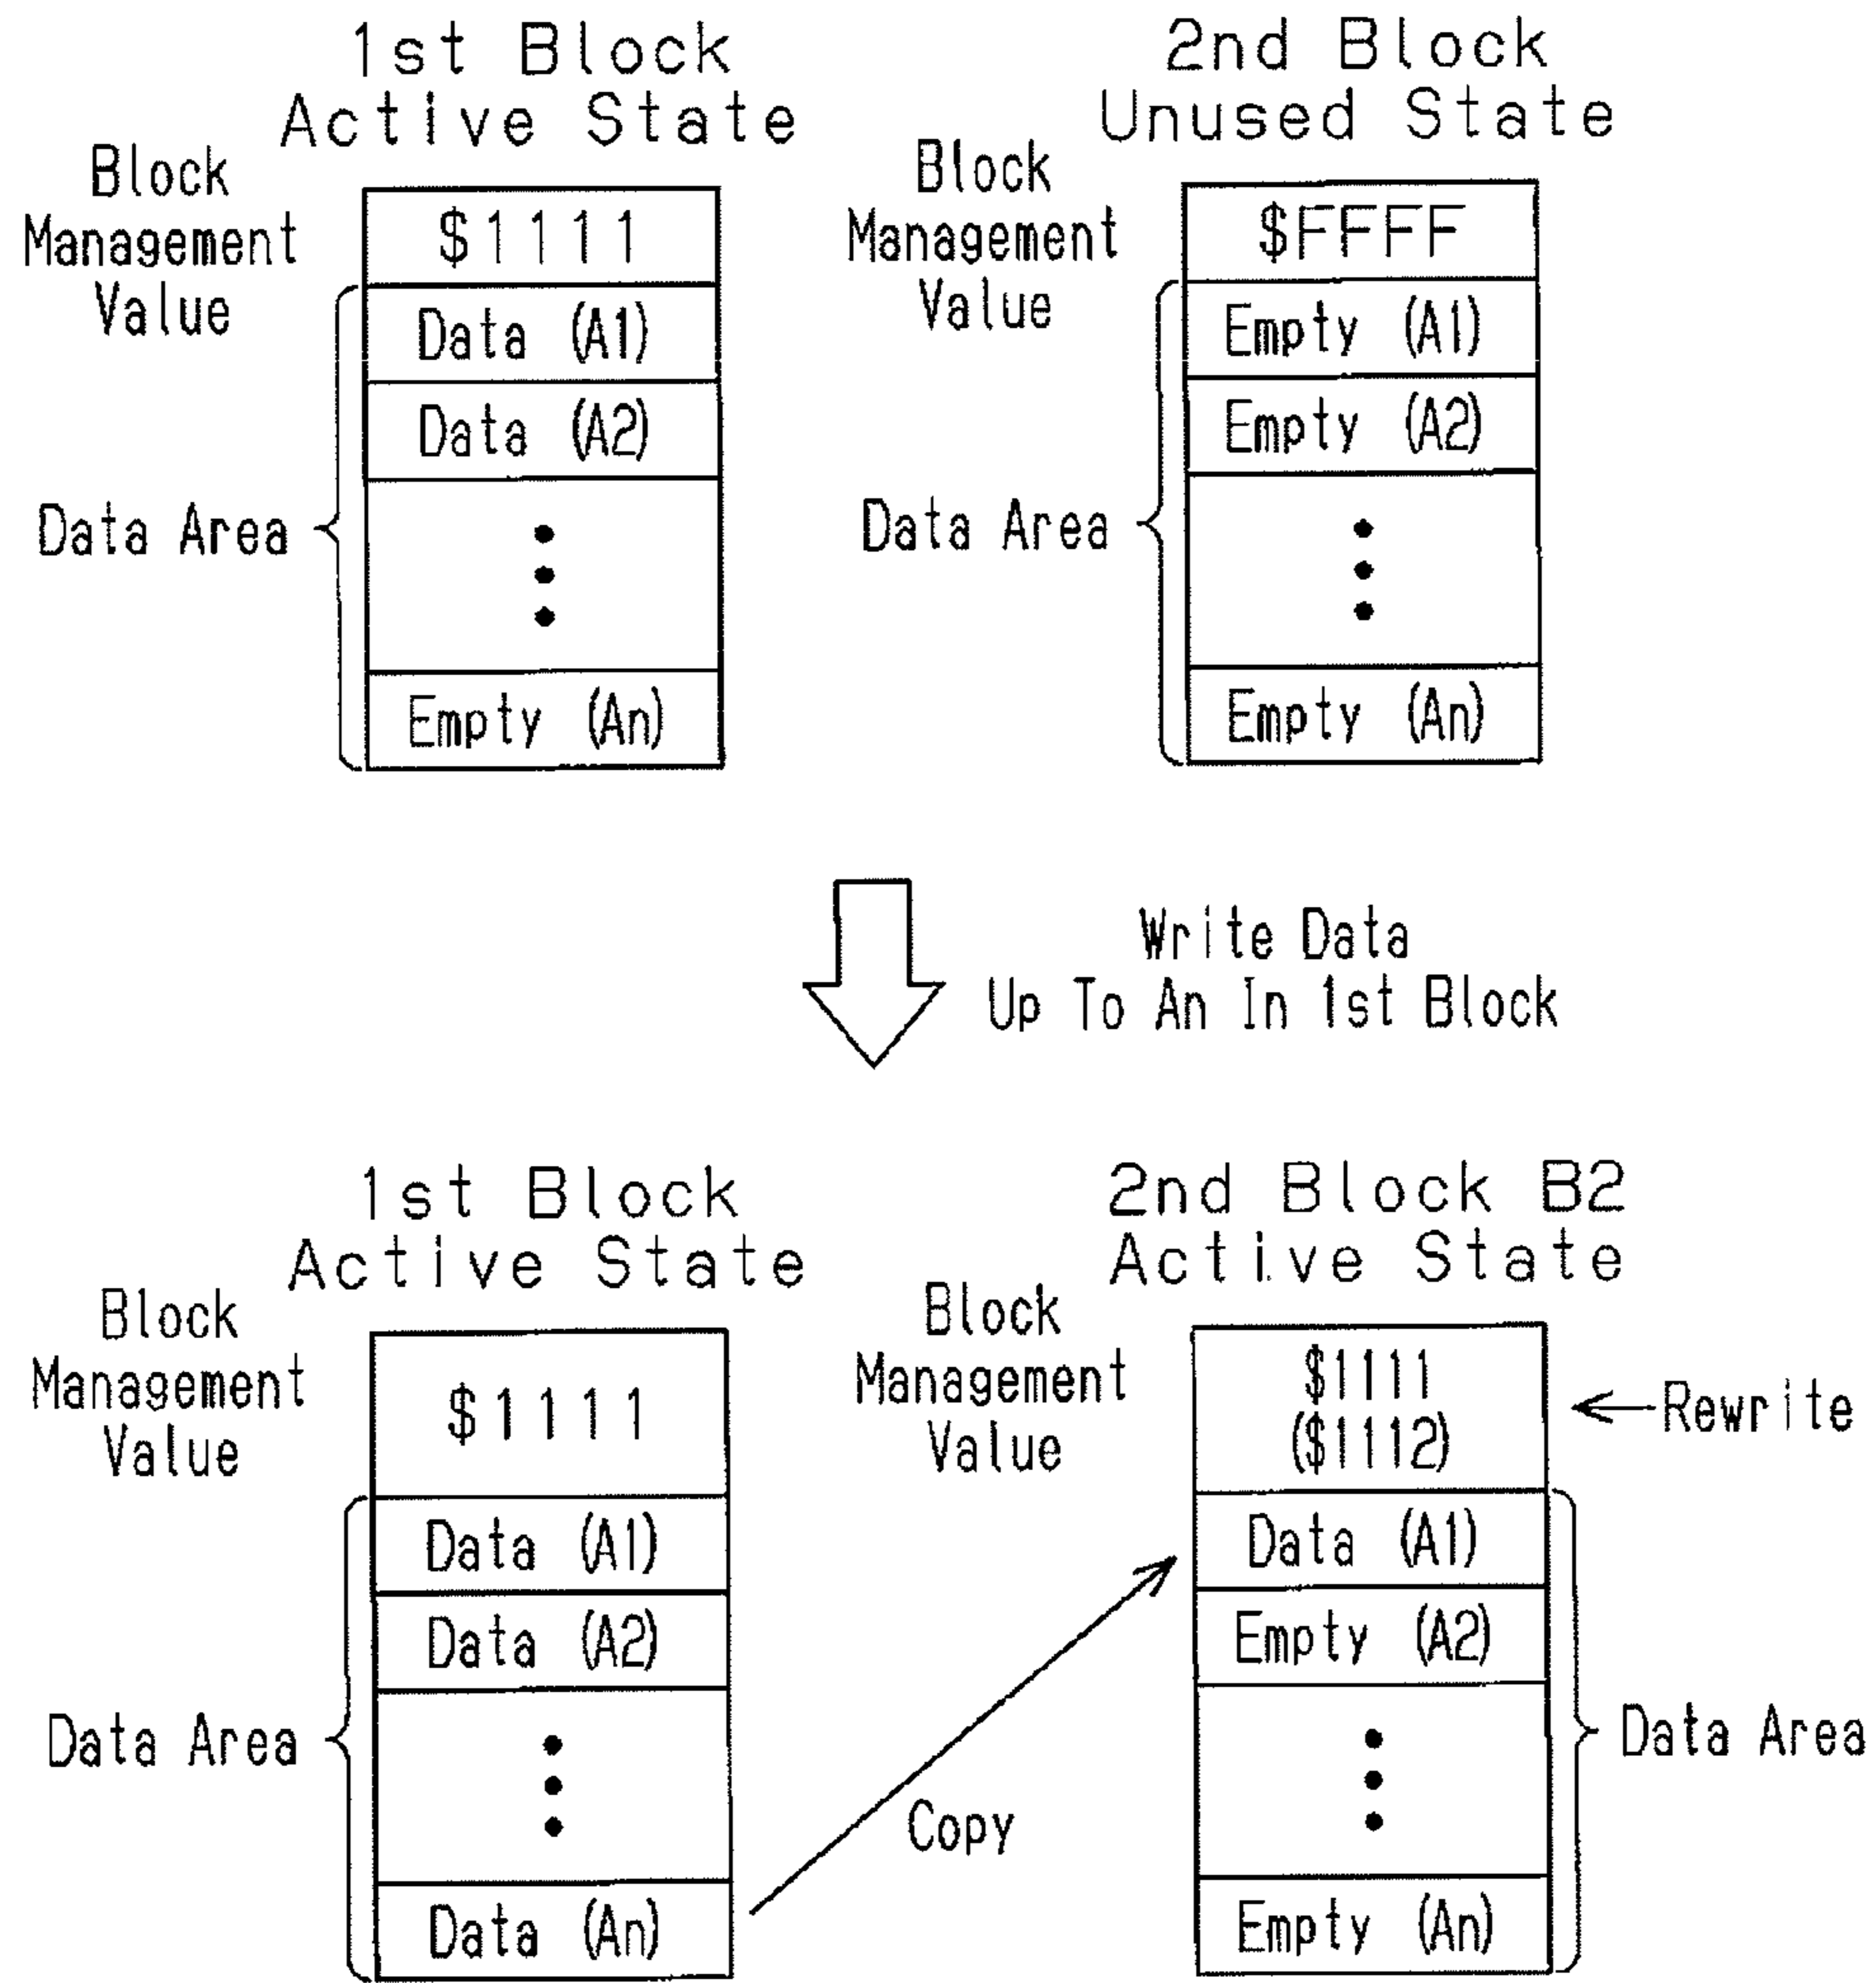 1st Block
Active State
Block
Management
Value
$1111
Data (A1)
Data (A2)
Data Area
Empty (An)
2nd Block
Unused State
Block
Management
Value
$FFFF
Empty (A1)
Empty (A2)
Data Area
Empty (An)
Write Data
Up To An In 1st Block
1st Block
Active State
Block
Management
Value
$1111
Data (A1)
Data (A2)
Data Area
Data (An)
Copy
2nd Block B2
Active State
Block
Management
Value
$1111
($1112)
Rewrite
Data (A1)
Empty (A2)
Data Area
Empty (An)